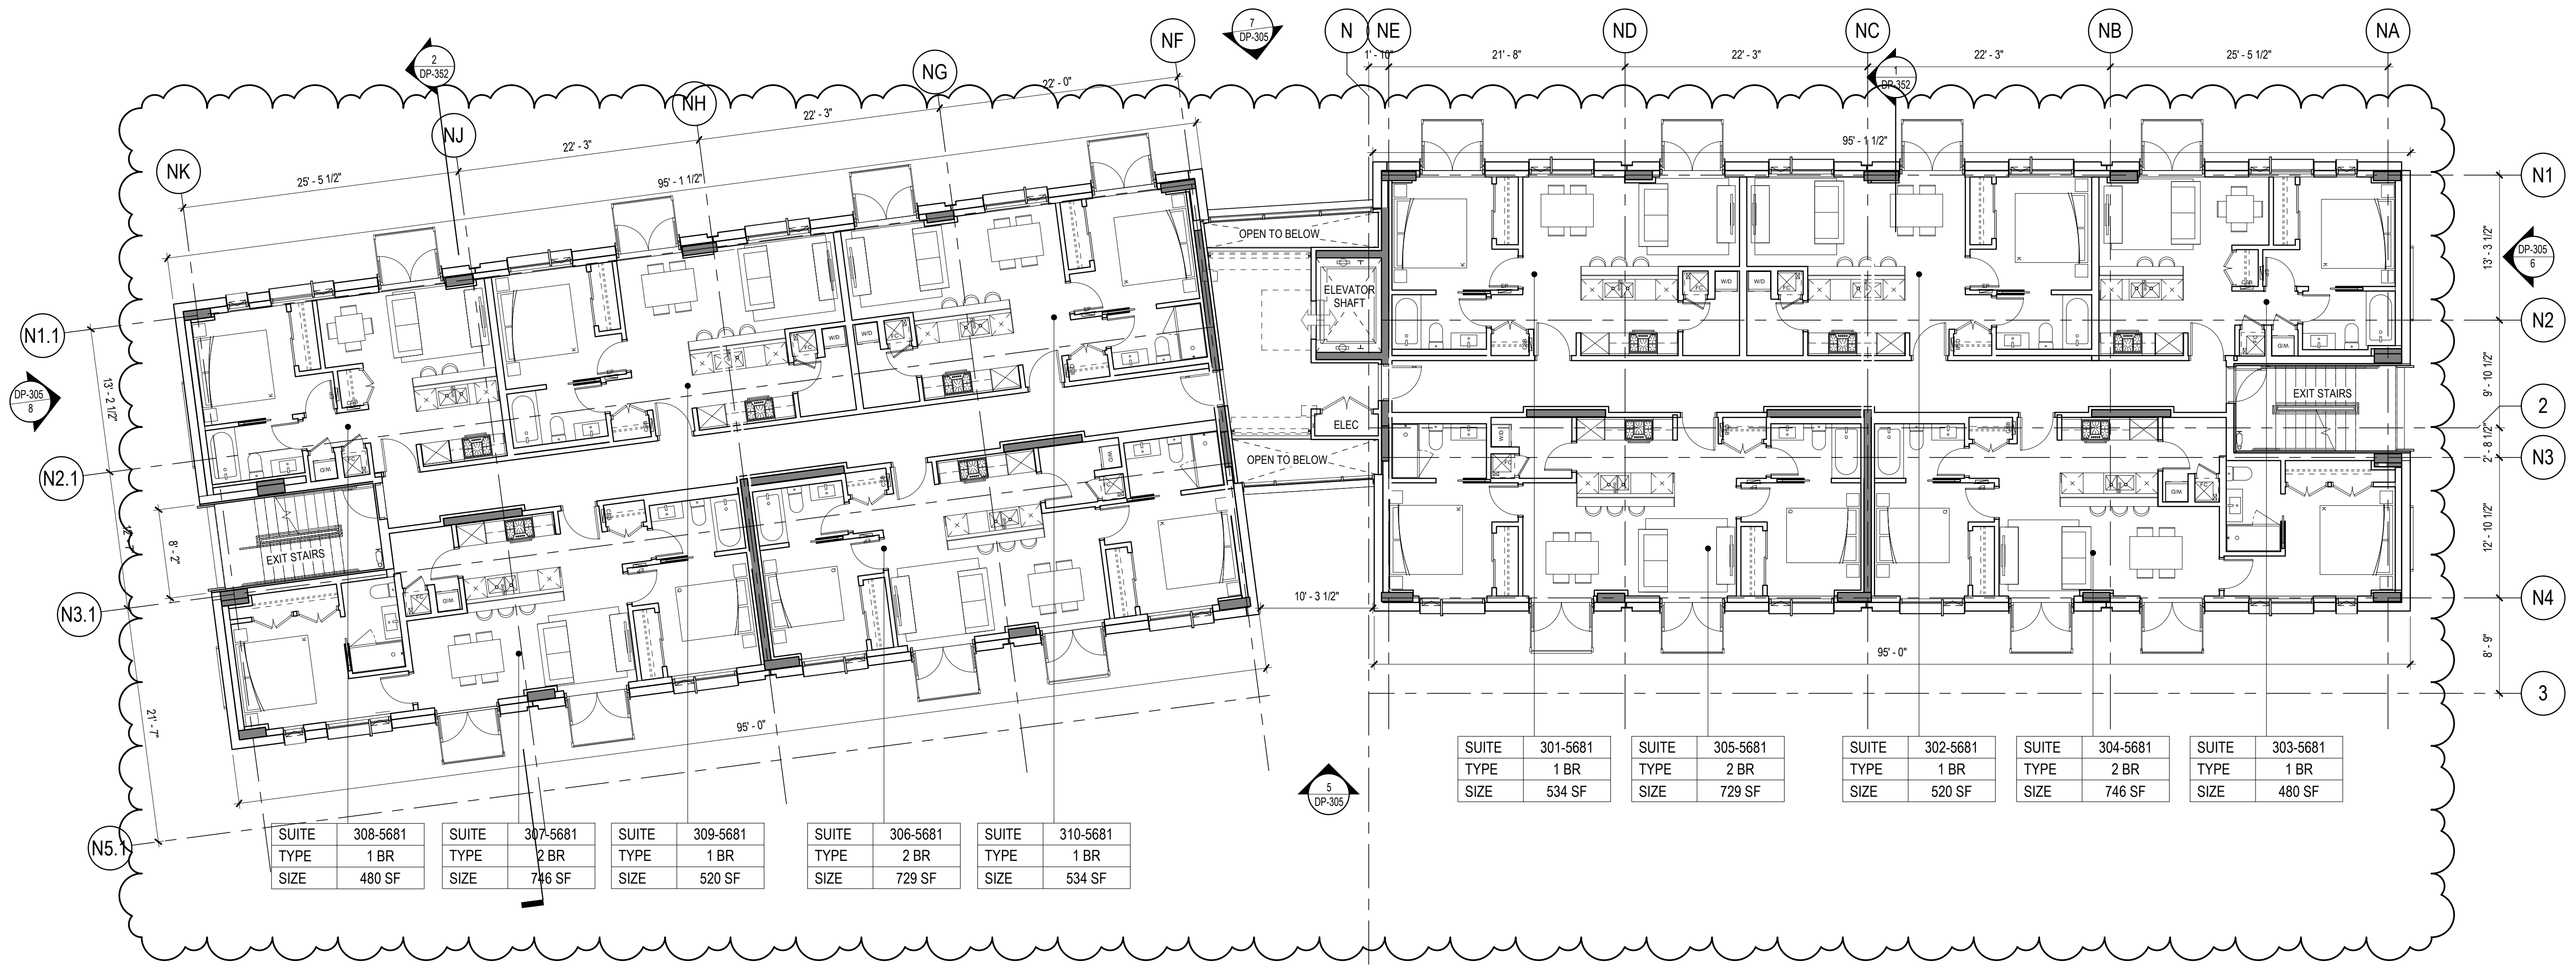 7
DP-305
2
DP-352
1
DP-352
NK
NJ
NH
NG
NF
N
NE
ND
NC
NB
NA
25' - 5 1/2"
22' - 3"
22' - 3"
22' - 0"
95' - 1 1/2"
1' - 10"
21' - 8"
22' - 3"
22' - 3"
25' - 5 1/2"
95' - 1 1/2"
N1
N2
2
N3
N4
3
13' - 3 1/2"
9' - 10 1/2"
2' - 8 1/2"
12' - 10 1/2"
8' - 9"
DP-305
6
N1.1
N2.1
N3.1
N5.1
13' - 2 1/2"
8' - 2"
21' - 7"
DP-305
8
OPEN TO BELOW
ELEVATOR
SHAFT
ELEC
OPEN TO BELOW
EXIT STAIRS
EXIT STAIRS
W/D
W/D
W/D
W/D
W/D
W/D
W/D
W/D
W/D
W/D
FC
FC
FC
FC
FC
FC
FC
FC
FC
FC
10' - 3 1/2"
95' - 0"
95' - 0"
5
DP-305
SUITE 301-5681
TYPE 1 BR
SIZE 534 SF
SUITE 305-5681
TYPE 2 BR
SIZE 729 SF
SUITE 302-5681
TYPE 1 BR
SIZE 520 SF
SUITE 304-5681
TYPE 2 BR
SIZE 746 SF
SUITE 303-5681
TYPE 1 BR
SIZE 480 SF
SUITE 308-5681
TYPE 1 BR
SIZE 480 SF
SUITE 307-5681
TYPE 2 BR
SIZE 746 SF
SUITE 309-5681
TYPE 1 BR
SIZE 520 SF
SUITE 306-5681
TYPE 2 BR
SIZE 729 SF
SUITE 310-5681
TYPE 1 BR
SIZE 534 SF